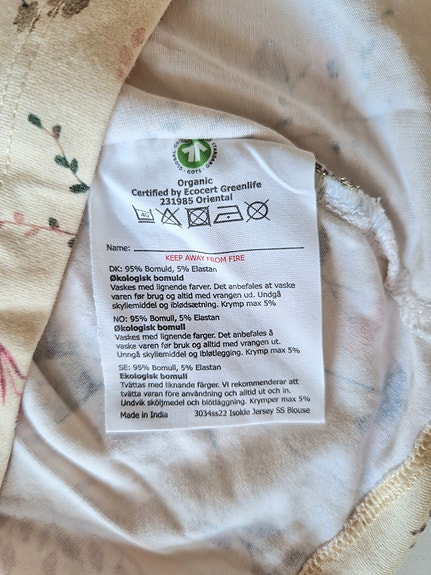 GLOBAL ORGANIC
· GOTS ·
Organic
Certified by Ecocert Greenlife
231985 Oriental
40
Name:
KEEP AWAY FROM FIRE
DK: 95% Bomuld, 5% Elastan
Økologisk bomuld
Vaskes med lignende farver. Det anbefales at vaske
varen før brug og altid med vrangen ud. Undgå
skyllemiddel og iblødsætning. Krymp max 5%
NO: 95% Bomull, 5% Elastan
Økologisk bomull
Vaskes med lignende farger. Det anbefales å
vaske varen før bruk og altid med vrangen ut.
Unngå skyllemiddel og ibløtlegging. Krymp max 5%
SE: 95% Bomull, 5% Elastan
Ekologisk bomull
Tvättas med liknande färger. Vi rekommenderar att
tvätta varan före användning och alltid ut och in.
Undvik sköljmedel och blötläggning. Krymper max 5%
Made in India 3034ss22 Isolde Jersey SS Blouse